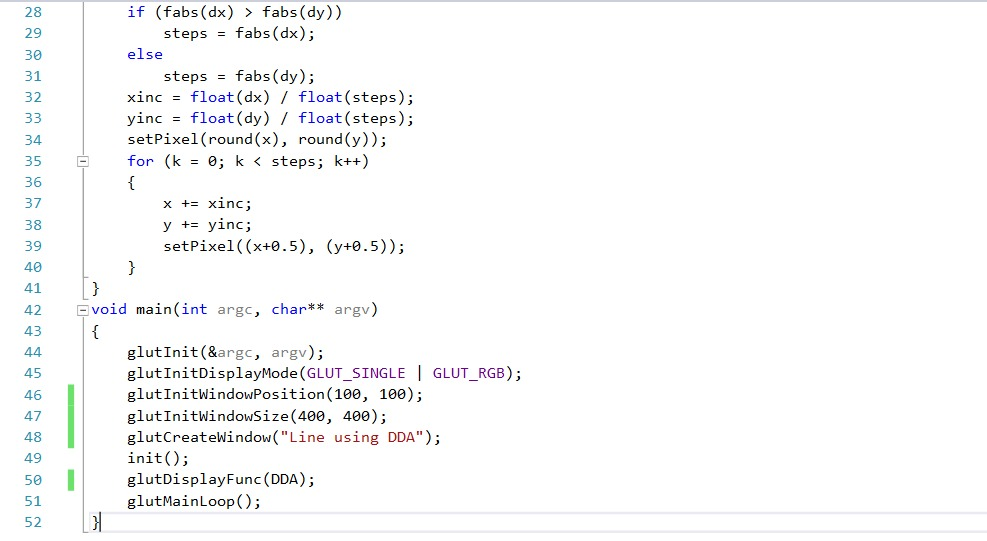 28 if (fabs(dx) > fabs(dy))
29 steps = fabs(dx);
30 else
31 steps = fabs(dy);
32 xinc = float(dx) / float(steps);
33 yinc = float(dy) / float(steps);
34 setPixel(round(x), round(y));
35 for (k = 0; k < steps; k++)
36 {
37 x += xinc;
38 y += yinc;
39 setPixel((x+0.5), (y+0.5));
40 }
41 }
42 void main(int argc, char** argv)
43 {
44 glutInit(&argc, argv);
45 glutInitDisplayMode(GLUT_SINGLE | GLUT_RGB);
46 glutInitWindowPosition(100, 100);
47 glutInitWindowSize(400, 400);
48 glutCreateWindow("Line using DDA");
49 init();
50 glutDisplayFunc(DDA);
51 glutMainLoop();
52 }